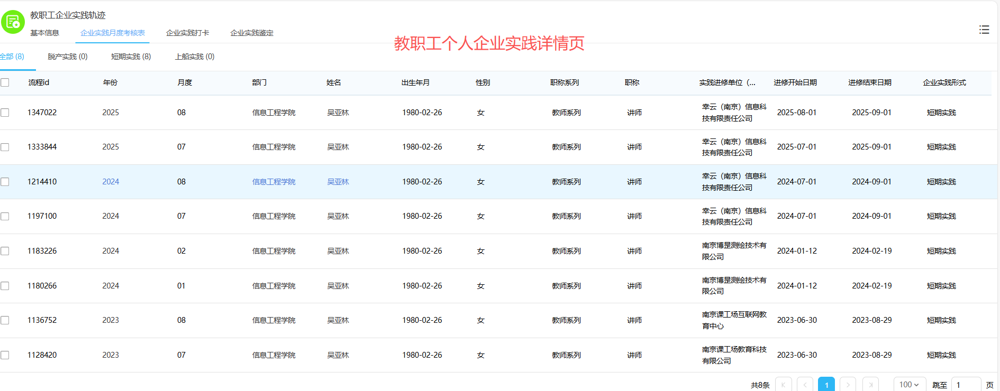 教职工企业实践轨迹
基本信息 企业实践月度考核表 企业实践打卡 企业实践鉴定
教职工个人企业实践详情页
全部 (8) 脱产实践 (0) 短期实践 (8) 上船实践 (0)
流程id 年份 月度 部门 姓名 出生年月 性别 职称系列 职称 实践进修单位（... 进修开始日期 进修结束日期 企业实践形式
1347022 2025 08 信息工程学院 吴亚林 1980-02-26 女 教师系列 讲师 幸云（南京）信息科技有限责任公司 2025-08-01 2025-09-01 短期实践
1333844 2025 07 信息工程学院 吴亚林 1980-02-26 女 教师系列 讲师 幸云（南京）信息科技有限责任公司 2025-07-01 2025-09-01 短期实践
1214410 2024 08 信息工程学院 吴亚林 1980-02-26 女 教师系列 讲师 幸云（南京）信息科技有限责任公司 2024-07-01 2024-09-01 短期实践
1197100 2024 07 信息工程学院 吴亚林 1980-02-26 女 教师系列 讲师 幸云（南京）信息科技有限责任公司 2024-07-01 2024-09-01 短期实践
1183226 2024 02 信息工程学院 吴亚林 1980-02-26 女 教师系列 讲师 南京博垦测绘技术有限公司 2024-01-12 2024-02-19 短期实践
1180266 2024 01 信息工程学院 吴亚林 1980-02-26 女 教师系列 讲师 南京博垦测绘技术有限公司 2024-01-12 2024-02-19 短期实践
1136752 2023 08 信息工程学院 吴亚林 1980-02-26 女 教师系列 讲师 南京课工场互联网教育中心 2023-06-30 2023-08-29 短期实践
1128420 2023 07 信息工程学院 吴亚林 1980-02-26 女 教师系列 讲师 南京课工场教育科技有限公司 2023-06-30 2023-08-29 短期实践
共8条 1 100 跳至 1 页